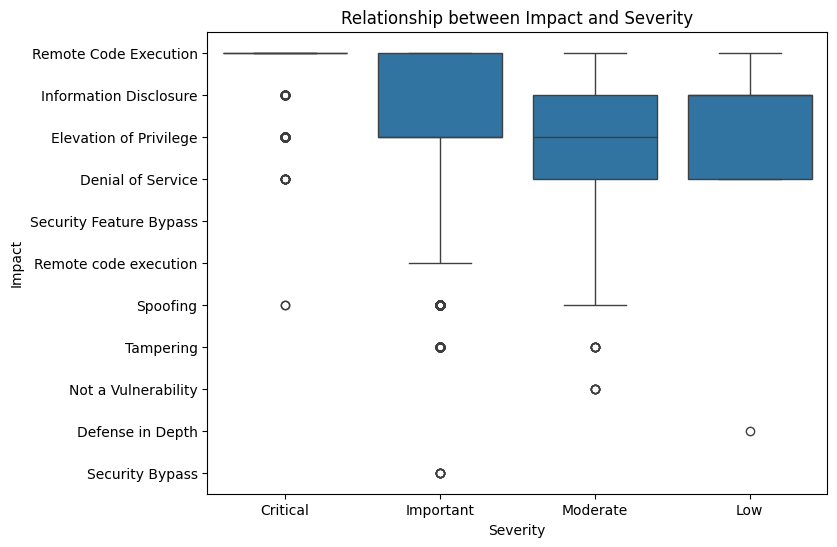 Relationship between Impact and Severity
Impact
Remote Code Execution
Information Disclosure
Elevation of Privilege
Denial of Service
Security Feature Bypass
Remote code execution
Spoofing
Tampering
Not a Vulnerability
Defense in Depth
Security Bypass
Critical
Important
Moderate
Low
Severity